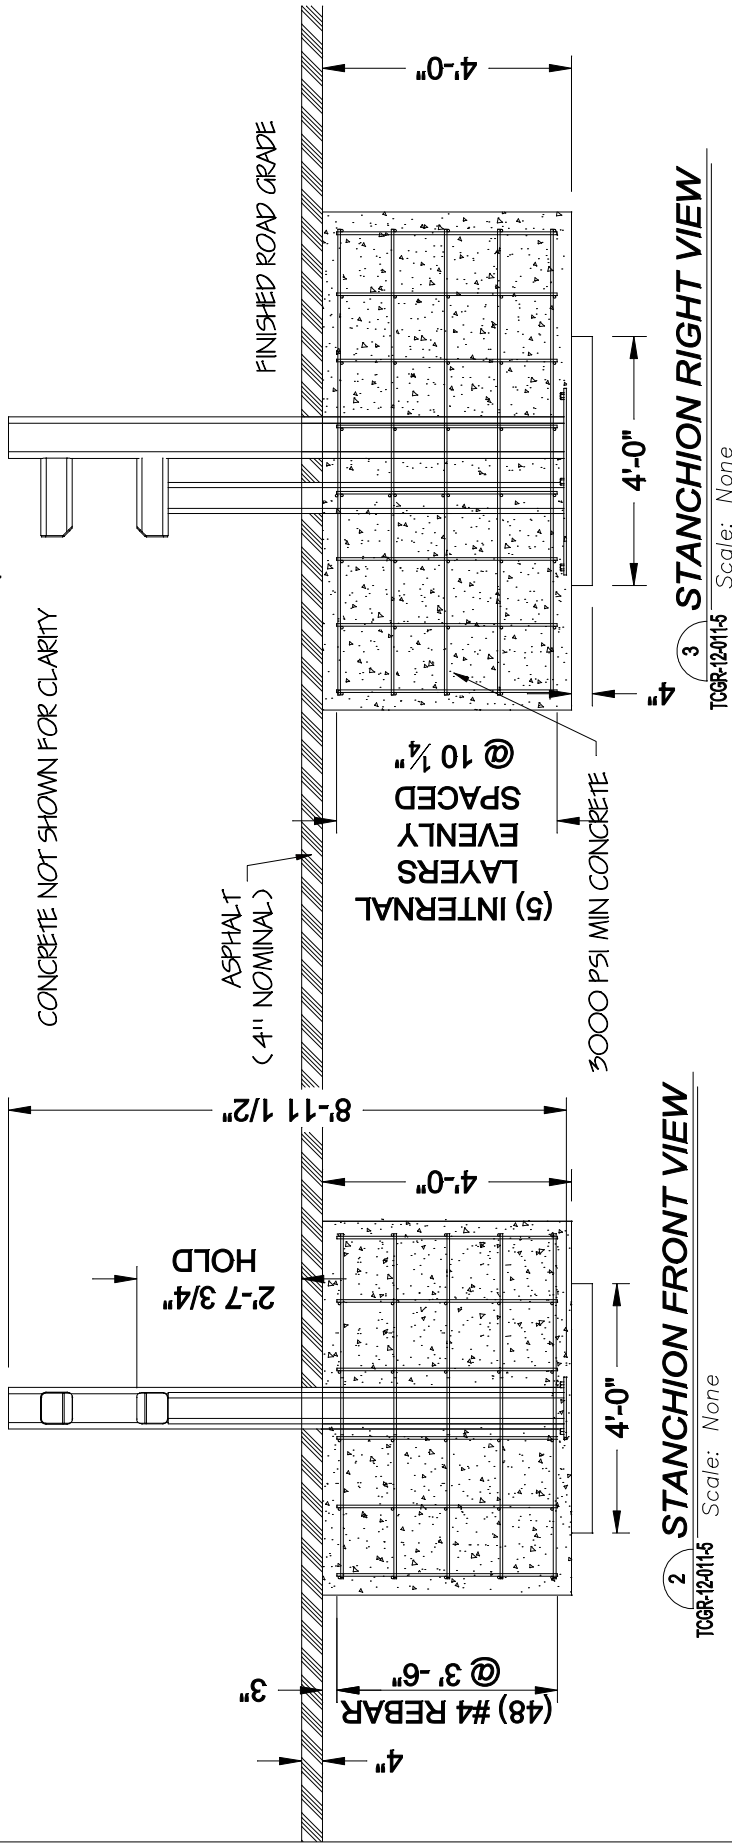 CONCRETE NOT SHOWN FOR CLARITY
FINISHED ROAD GRADE
ASPHALT
(4" NOMINAL)
8'-11 1/2"
2'-7 3/4"
HOLD
4'-0"
4'-0"
3"
4"
(48) #4 REBAR
@ 3'-6"
(5) INTERNAL
LAYERS
EVENLY
SPACED
@ 10 ¼"
3000 PSI MIN CONCRETE
4'-0"
4'-0"
4"
2
TCGR-12-011-5
STANCHION FRONT VIEW
Scale: None
3
TCGR-12-011-5
STANCHION RIGHT VIEW
Scale: None